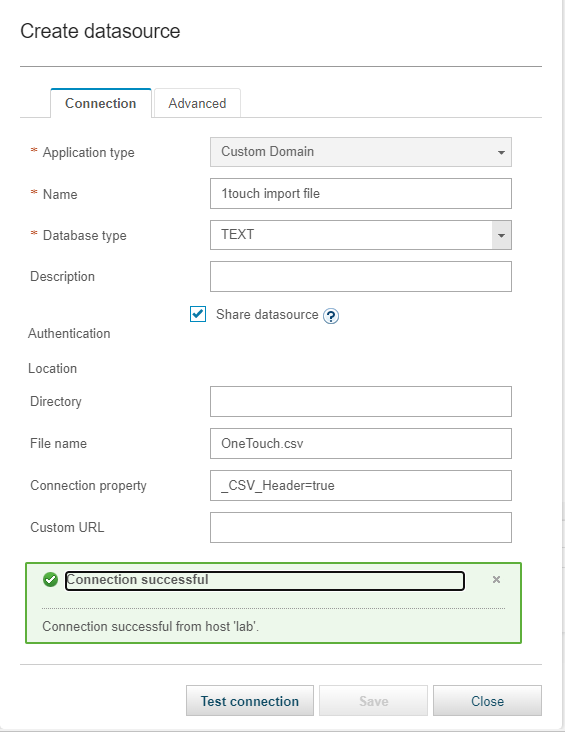 Create datasource
Connection Advanced
* Application type Custom Domain
* Name 1touch import file
* Database type TEXT
Description
Share datasource ?
Authentication
Location
Directory
File name OneTouch.csv
Connection property _CSV_Header=true
Custom URL
Connection successful ×
Connection successful from host 'lab'.
Test connection Save Close